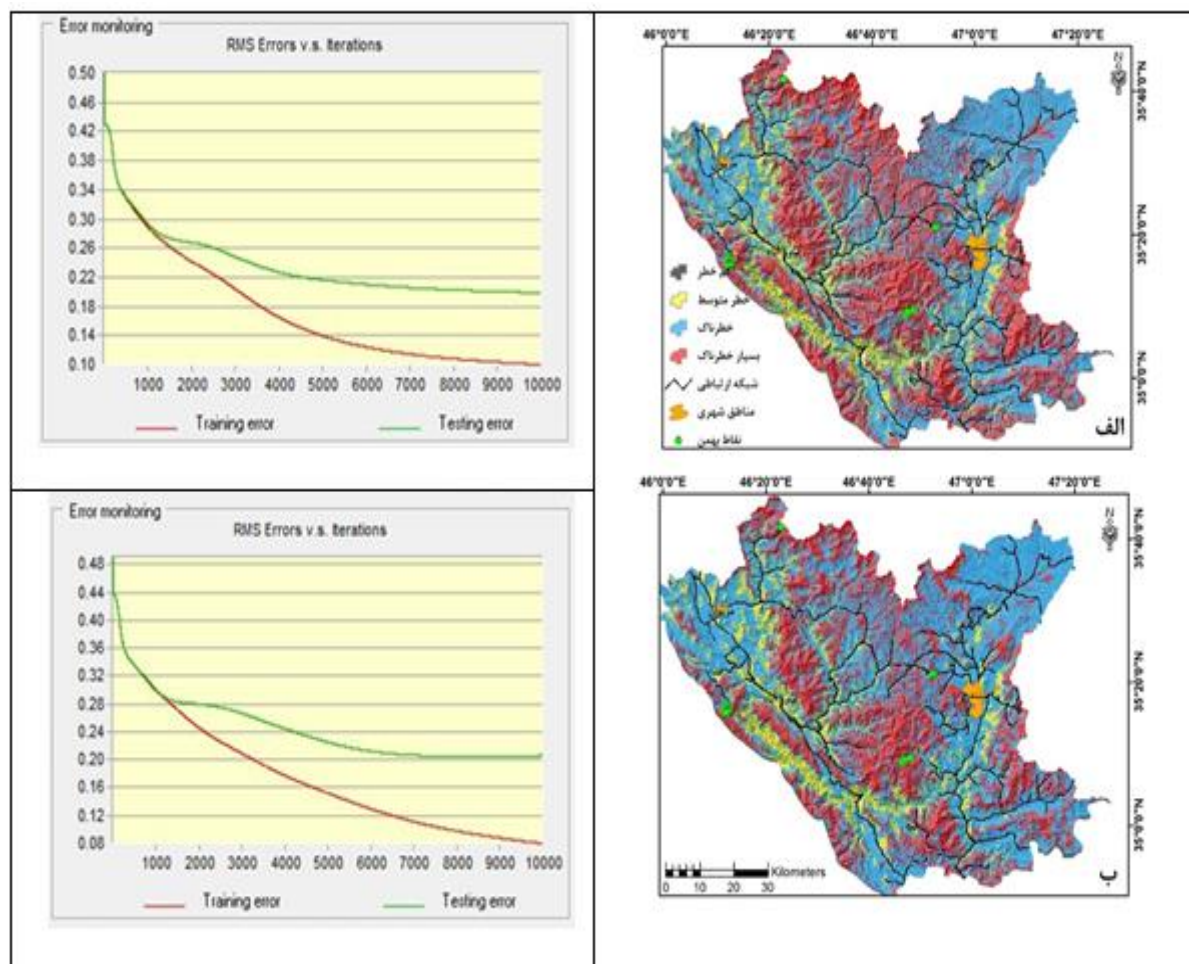 Error monitoring
RMS Errors v.s. Iterations
0.50
0.46
0.42
0.38
0.34
0.30
0.26
0.22
0.18
0.14
0.10
1000 2000 3000 4000 5000 6000 7000 8000 9000 10000
Training error Testing error
46°0'0"E 46°20'0"E 46°40'0"E 47°0'0"E 47°20'0"E
35°40'0"N
35°20'0"N
35°0'0"N
خطر
خطر متوسط
خطرناک
بسیار خطرناک
شبکه ارتباطی
مناطق شهری
نقاط بهمن
الف
Error monitoring
RMS Errors v.s. Iterations
0.48
0.44
0.40
0.36
0.32
0.28
0.24
0.20
0.16
0.12
0.08
1000 2000 3000 4000 5000 6000 7000 8000 9000 10000
Training error Testing error
46°0'0"E 46°20'0"E 46°40'0"E 47°0'0"E 47°20'0"E
35°40'0"N
35°20'0"N
35°0'0"N
Kilometers
0 5 10 20 30
ب